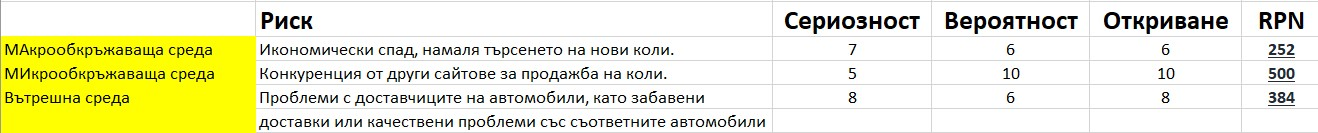 Риск Сериозност Вероятност Откриване RPN
МАкрообкръжаваща среда Икономически спад, намаля търсенето на нови коли. 7 6 6 252
МИкрообкръжаваща среда Конкуренция от други сайтове за продажба на коли. 5 10 10 500
Вътрешна среда Проблеми с доставчиците на автомобили, като забавени 8 6 8 384
доставки или качествени проблеми със съответните автомобили